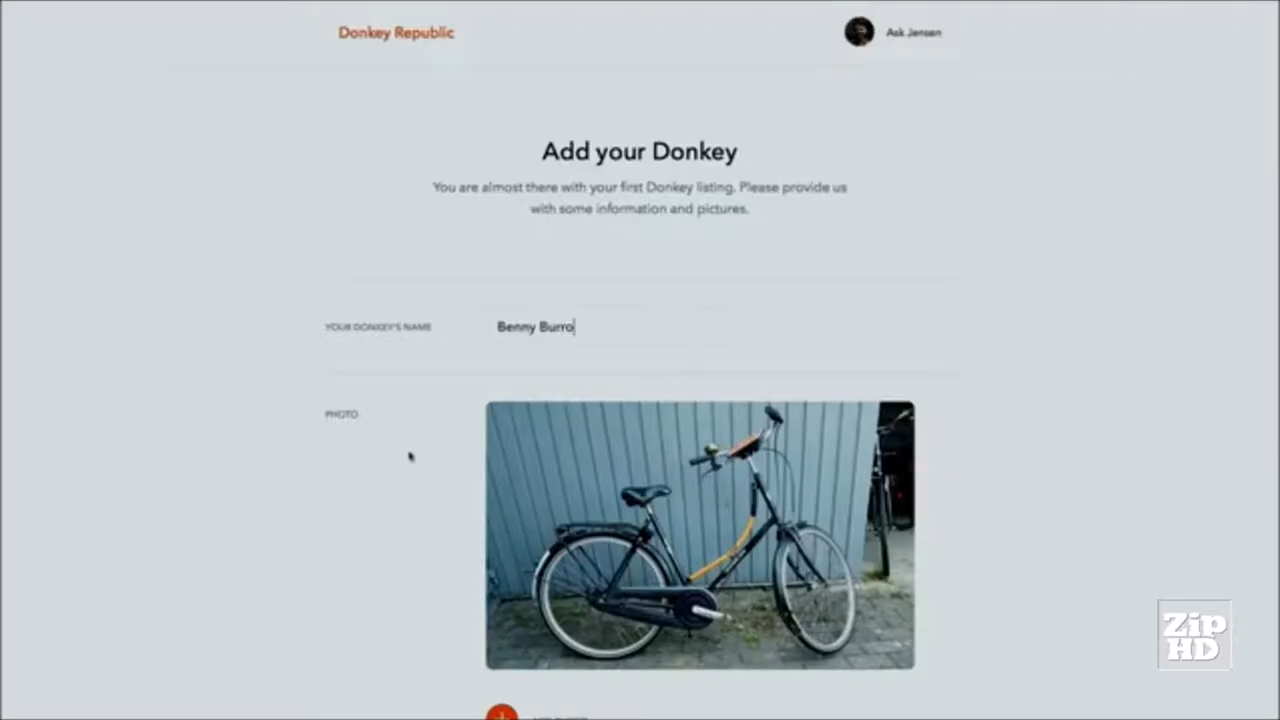 Donkey Republic
Ask Jensen
Add your Donkey
You are almost there with your first Donkey listing. Please provide us
with some information and pictures.
YOUR DONKEY'S NAME
Benny Burro
PHOTO
Zip
HD